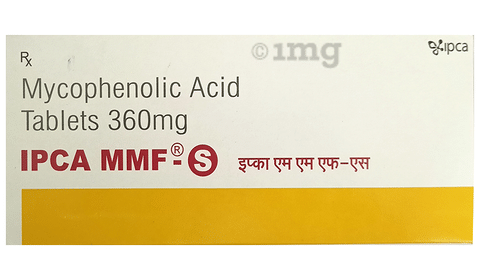 ©1mg
ipca
Rx
Mycophenolic Acid
Tablets 360mg
IPCA MMF®-S इप्का एम एम एफ-एस